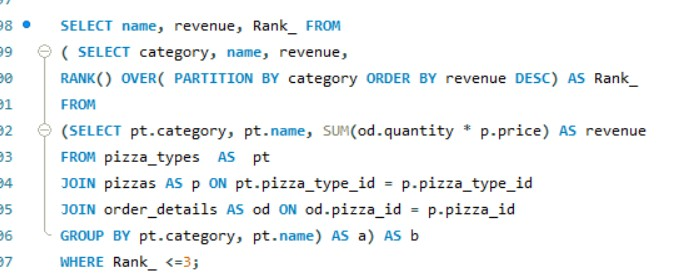 98 SELECT name, revenue, Rank_ FROM
99 ( SELECT category, name, revenue,
00 RANK() OVER( PARTITION BY category ORDER BY revenue DESC) AS Rank_
01 FROM
02 (SELECT pt.category, pt.name, SUM(od.quantity * p.price) AS revenue
03 FROM pizza_types  AS  pt
04 JOIN pizzas AS p ON pt.pizza_type_id = p.pizza_type_id
05 JOIN order_details AS od ON od.pizza_id = p.pizza_id
06 GROUP BY pt.category, pt.name) AS a) AS b
07 WHERE Rank_ <=3;